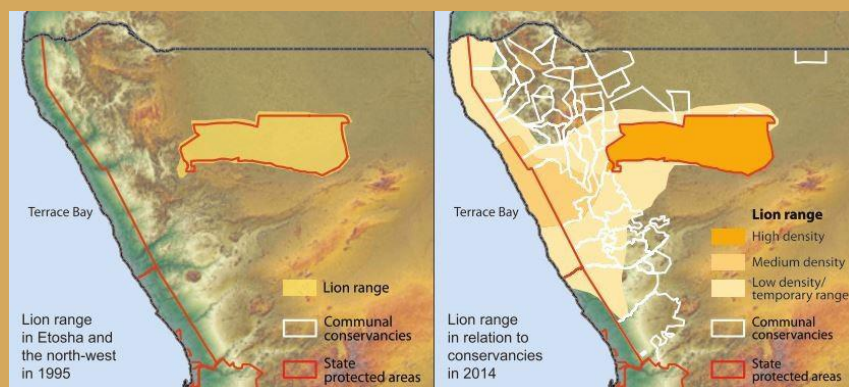 Terrace Bay
Lion range
in Etosha and
the north-west
in 1995
Lion range
Communal
conservancies
State
protected areas
Terrace Bay
Lion range
in relation to
conservancies
in 2014
Lion range
High density
Medium density
Low density/
temporary range
Communal
conservancies
State
protected areas